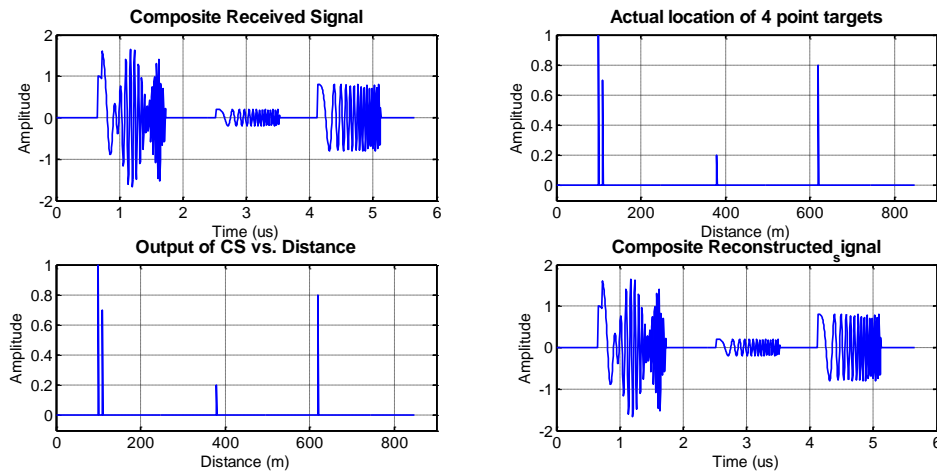 Composite Received Signal
Amplitude
2
1
0
-1
-2
0 1 2 3 4 5 6
Time (us)
Actual location of 4 point targets
Amplitude
1
0.8
0.6
0.4
0.2
0
0 200 400 600 800
Distance (m)
Output of CS vs. Distance
Amplitude
1
0.8
0.6
0.4
0.2
0
0 200 400 600 800
Distance (m)
Composite Reconstructedsignal
Amplitude
2
1
0
-1
-2
0 1 2 3 4 5 6
Time (us)